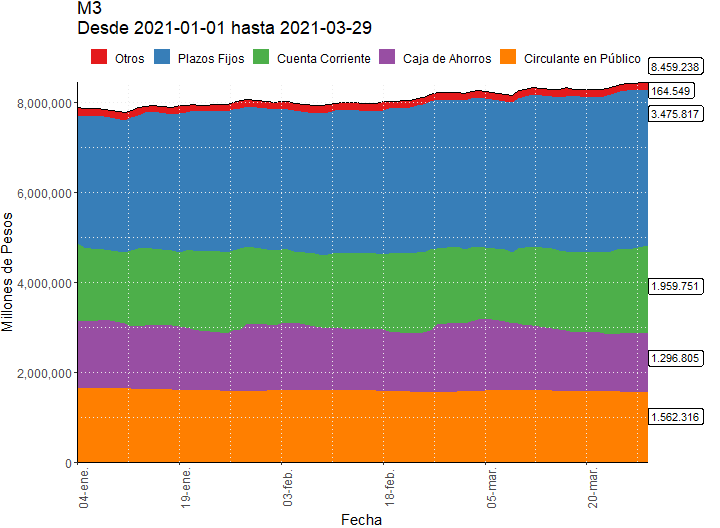 M3
Desde 2021-01-01 hasta 2021-03-29
Otros Plazos Fijos Cuenta Corriente Caja de Ahorros Circulante en Público
8.459.238
164.549
3.475.817
1.959.751
1.296.805
1.562.316
8,000,000
6,000,000
4,000,000
2,000,000
0
Millones de Pesos
04-ene.
19-ene.
03-feb.
18-feb.
05-mar.
20-mar.
Fecha